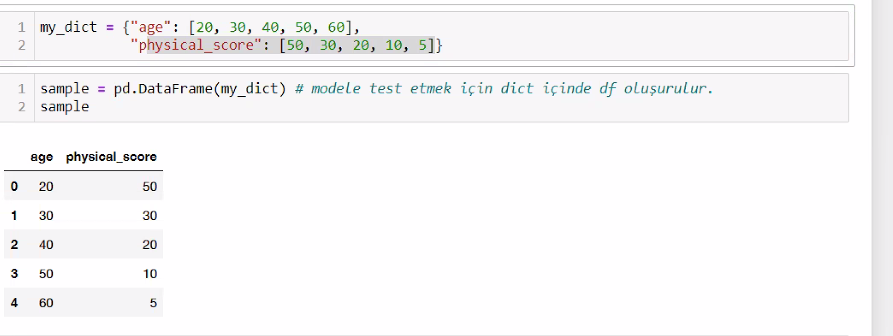 1 my_dict = {"age": [20, 30, 40, 50, 60],
2 "physical_score": [50, 30, 20, 10, 5]}
1 sample = pd.DataFrame(my_dict) # modele test etmek için dict içinde df oluşurulur.
2 sample
age physical_score
0 20 50
1 30 30
2 40 20
3 50 10
4 60 5